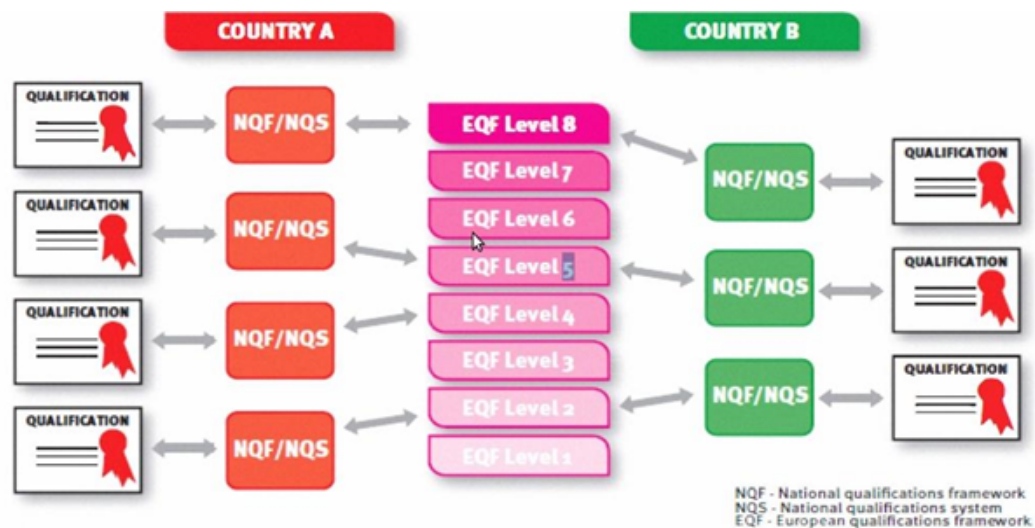 COUNTRY A
COUNTRY B
QUALIFICATION
NQF/NQS
EQF Level 8
NQF/NQS
QUALIFICATION
EQF Level 7
QUALIFICATION
NQF/NQS
EQF Level 6
EQF Level 5
NQF/NQS
QUALIFICATION
QUALIFICATION
NQF/NQS
EQF Level 4
EQF Level 3
NQF/NQS
QUALIFICATION
QUALIFICATION
NQF/NQS
EQF Level 2
EQF Level 1
NQF - National qualifications framework
NQS - National qualifications system
EQF - European qualifications framework